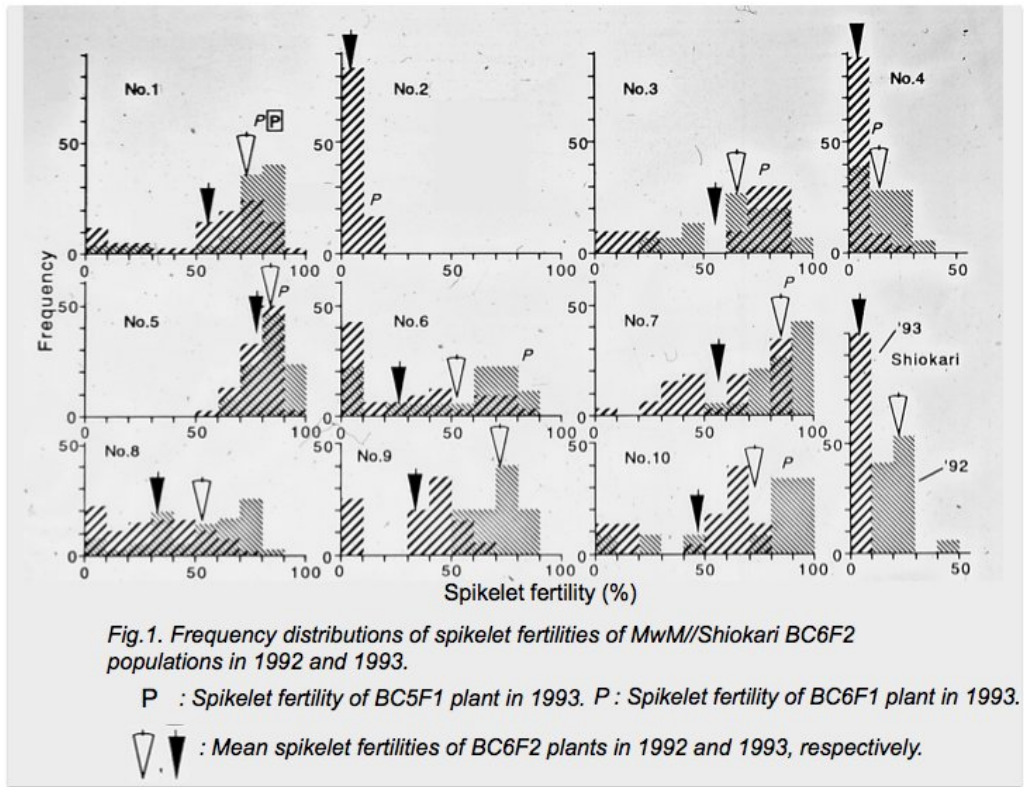 No.1
No.2
No.3
No.4
P P
P
P
P
50
50
50
50
0
0
0
0
0 50 100
0 50 100
0 50 100
0 50
Frequency
No.5
No.6
No.7
'93
Shiokari
P
P
P
50
50
50
0
0
0
No.8
No.9
No.10
P
'92
50
50
50
50
0
0
0
0
0 50 100
0 50 100
0 50 100
0 50
Spikelet fertility (%)
Fig.1. Frequency distributions of spikelet fertilities of MwM//Shiokari BC6F2
populations in 1992 and 1993.
P : Spikelet fertility of BC5F1 plant in 1993. P : Spikelet fertility of BC6F1 plant in 1993.
, : Mean spikelet fertilities of BC6F2 plants in 1992 and 1993, respectively.